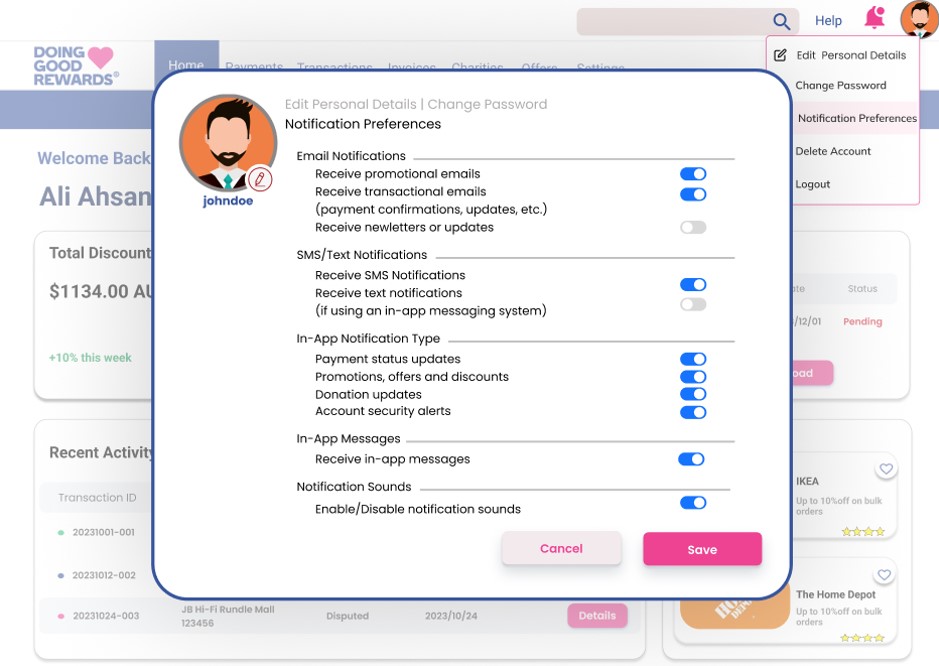 Help
DOING
GOOD
REWARDS®
Home Payments Transactions Invoices Charities Offers Settings
Edit Personal Details
Change Password
Notification Preferences
Delete Account
Logout
Welcome Back
Ali Ahsan
Total Discount
$1134.00 AU
+10% this week
Status
/12/01 Pending
Recent Activity
Transaction ID
20231001-001
20231012-002
20231024-003
JB Hi-Fi Rundle Mall
123456
Disputed
2023/10/24
Details
johndoe
Edit Personal Details | Change Password
Notification Preferences
Email Notifications
Receive promotional emails
Receive transactional emails
(payment confirmations, updates, etc.)
Receive newletters or updates
SMS/Text Notifications
Receive SMS Notifications
Receive text notifications
(if using an in-app messaging system)
In-App Notification Type
Payment status updates
Promotions, offers and discounts
Donation updates
Account security alerts
In-App Messages
Receive in-app messages
Notification Sounds
Enable/Disable notification sounds
Cancel
Save
IKEA
Up to 10%off on bulk
orders
The Home Depot
Up to 10%off on bulk
orders